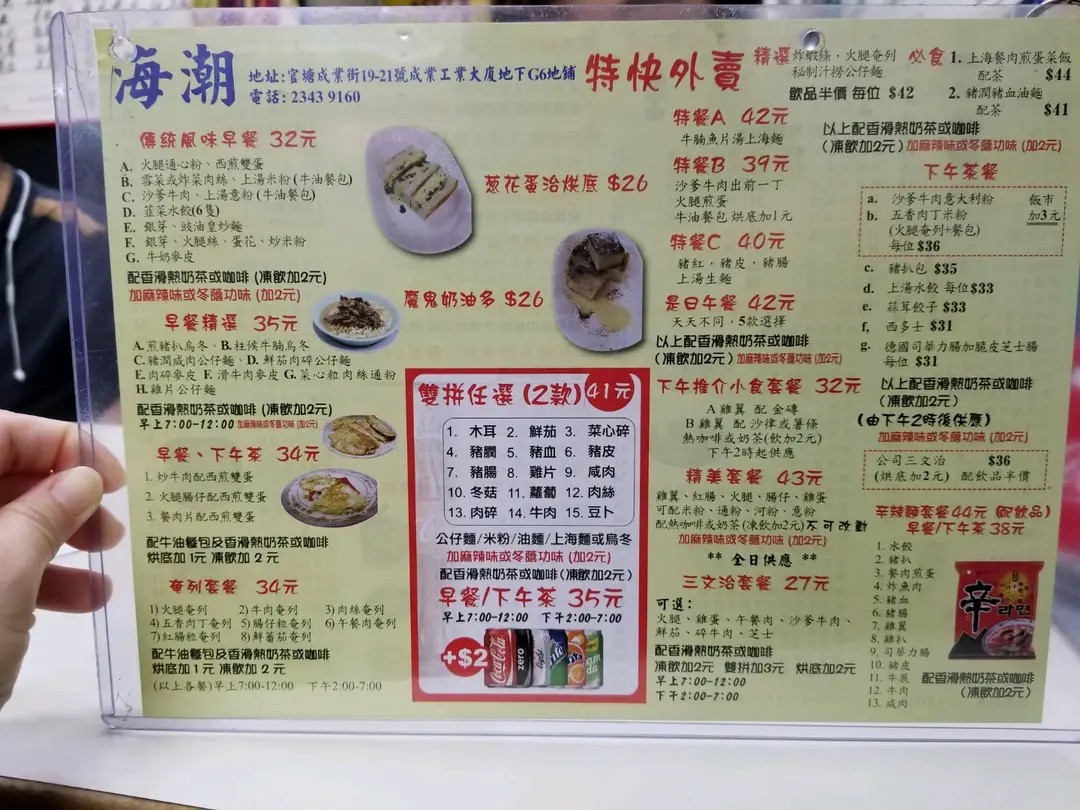 海潮
地址:官塘成業街19-21號成業工業大廈地下G6地鋪
電話: 2343 9160
傳統風味早餐 32元
A. 火腿通心粉、西煎雙蛋
B. 雪菜或炸菜肉絲、上湯米粉 (牛油餐包)
C. 沙爹牛肉、上湯意粉 (牛油餐包)
D. 韮菜水餃(6隻)
E. 銀芽、豉油皇炒麵
F. 銀芽、火腿絲、蛋花、炒米粉
G. 牛奶麥皮
配香滑熱奶茶或咖啡 (凍飲加2元)
加麻辣味或冬蔭功味 (加2元)
早餐精選 35元
A.煎豬扒烏冬、B.柱候牛腩烏冬
C.豬潤咸肉公仔麵、D.鮮茄肉碎公仔麵
E.肉碎麥皮 F.滑牛肉麥皮 G.菜心粒肉絲通粉
H.雞片公仔麵
配香滑熱奶茶或咖啡 (凍飲加2元)
早上7:00-12:00 加麻辣味或冬蔭功味 (加2元)
早餐、下午茶 34元
1. 炒牛肉配西煎雙蛋
2. 火腿腸仔配西煎雙蛋
3. 餐肉片配西煎雙蛋
配牛油餐包及香滑熱奶茶或咖啡
烘底加1元 凍飲加2元
奄列套餐 34元
1)火腿奄列 2)牛肉奄列 3)肉絲奄列
4)五香肉丁奄列 5)腸仔粒奄列 6)午餐肉奄列
7)紅腸粒奄列 8)鮮蕃茄奄列
配牛油餐包及香滑熱奶茶或咖啡
烘底加1元 凍飲加2元
(以上各餐)早上7:00-12:00 下午2:00-7:00
葱花蛋治烘底 $26
魔鬼奶油多 $26
雙拼任選 (2款) 41元
1. 木耳 2. 鮮茄 3. 菜心碎
4. 豬膶 5. 豬血 6. 豬皮
7. 豬腸 8. 雞片 9. 咸肉
10. 冬菇 11. 蘿蔔 12. 肉絲
13. 肉碎 14. 牛肉 15. 豆卜
公仔麵/米粉/油麵/上海麵或烏冬
加麻辣味或冬蔭功味 (加2元)
配香滑熱奶茶或咖啡(凍飲加2元)
早餐/下午茶 35元
早上7:00-12:00 下午2:00-7:00
+$2
Coca-Cola
zero
特快外賣
特餐A 42元
牛腩魚片湯上海麵
特餐B 39元
沙爹牛肉出前一丁
火腿煎蛋
牛油餐包 烘底加1元
特餐C 40元
豬紅，豬皮，豬腸
上湯生麵
是日午餐 42元
天天不同，5款選擇
以上配香滑熱奶茶或咖啡
(凍飲加2元) 加麻辣味或冬蔭功味 (加2元)
下午推介小食套餐 32元
A 雞翼 配 金磚
B 雞翼 配 沙律或薯條
熱咖啡或奶茶(飲加2元)
下午2時起供應
精美套餐 43元
雞翼、紅腸、火腿、腸仔、雞蛋
可配米粉、通粉、河粉、意粉
配熱咖啡或奶茶(凍飲加2元)不可改動
加麻辣味或冬蔭功味 (加2元)
** 全日供應 **
三文治套餐 27元
可選:
火腿、雞蛋、午餐肉、沙爹牛肉、
鮮茄、碎牛肉、芝士
配香滑熱奶茶或咖啡
凍飲加2元 雙拼加3元 烘底加2元
早上7:00-12:00
下午2:00-7:00
精選 炸蝦條，火腿奄列
秘制汁撈公仔麵
飲品半價 每位 $42
必食 1. 上海餐肉煎蛋菜飯
配茶 $44
2. 豬潤豬血油麵
配茶 $41
以上配香滑熱奶茶或咖啡
(凍飲加2元) 加麻辣味或冬蔭功味 (加2元)
下午茶餐
a. 沙爹牛肉意大利粉 飯市
b. 五香肉丁米粉 加3元
(火腿奄列+餐包)
每位 $36
c. 豬扒包 $35
d. 上湯水餃 每位 $33
e. 蒜茸餃子 $33
f, 西多士 $31
g. 德國司華力腸加脆皮芝士腸
每位 $31
以上配香滑熱奶茶或咖啡
(凍飲加2元)
(由下午2時後供應)
加麻辣味或冬蔭功味 (加2元)
公司三文治 $36
(烘底加2元) 配飲品半價
辛辣麵套餐44元 (配飲品)
早餐/下午茶 38元
1. 水餃
2. 豬扒
3. 餐肉煎蛋
4. 炸魚肉
5. 豬血
6. 豬腸
7. 雞翼
8. 雞扒
9. 司華力腸
10. 豬皮
11. 牛展
12. 牛肉
13. 咸肉
辛
라면
配香滑熱奶茶或咖啡
(凍飲加2元)